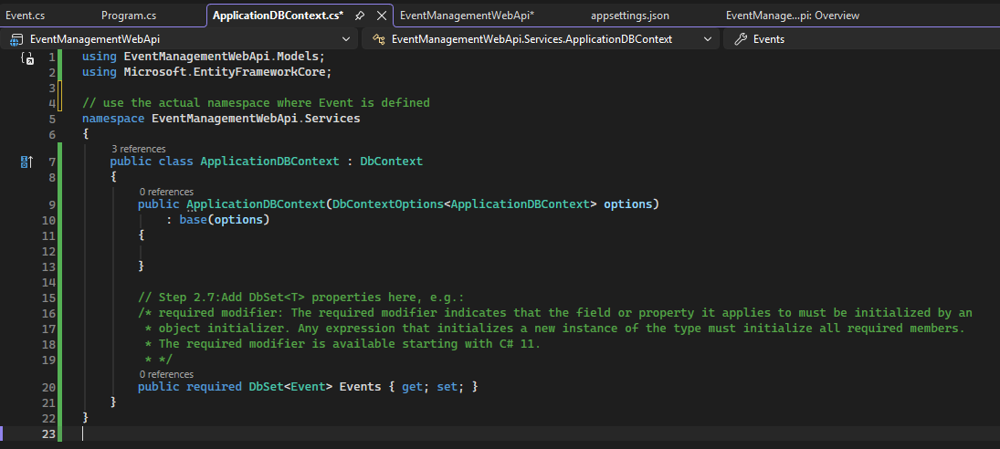 Event.cs Program.cs ApplicationDBContext.cs* EventManagementWebApi* appsettings.json EventManage...pi: Overview
EventManagementWebApi EventManagementWebApi.Services.ApplicationDBContext Events
1 using EventManagementWebApi.Models;
2 using Microsoft.EntityFrameworkCore;
3
4 // use the actual namespace where Event is defined
5 namespace EventManagementWebApi.Services
6 {
3 references
7 public class ApplicationDBContext : DbContext
8 {
0 references
9 public ApplicationDBContext(DbContextOptions<ApplicationDBContext> options)
10 : base(options)
11 {
12
13 }
14
15 // Step 2.7:Add DbSet<T> properties here, e.g.:
16 /* required modifier: The required modifier indicates that the field or property it applies to must be initialized by an
17 * object initializer. Any expression that initializes a new instance of the type must initialize all required members.
18 * The required modifier is available starting with C# 11.
19 * */
0 references
20 public required DbSet<Event> Events { get; set; }
21 }
22 }
23